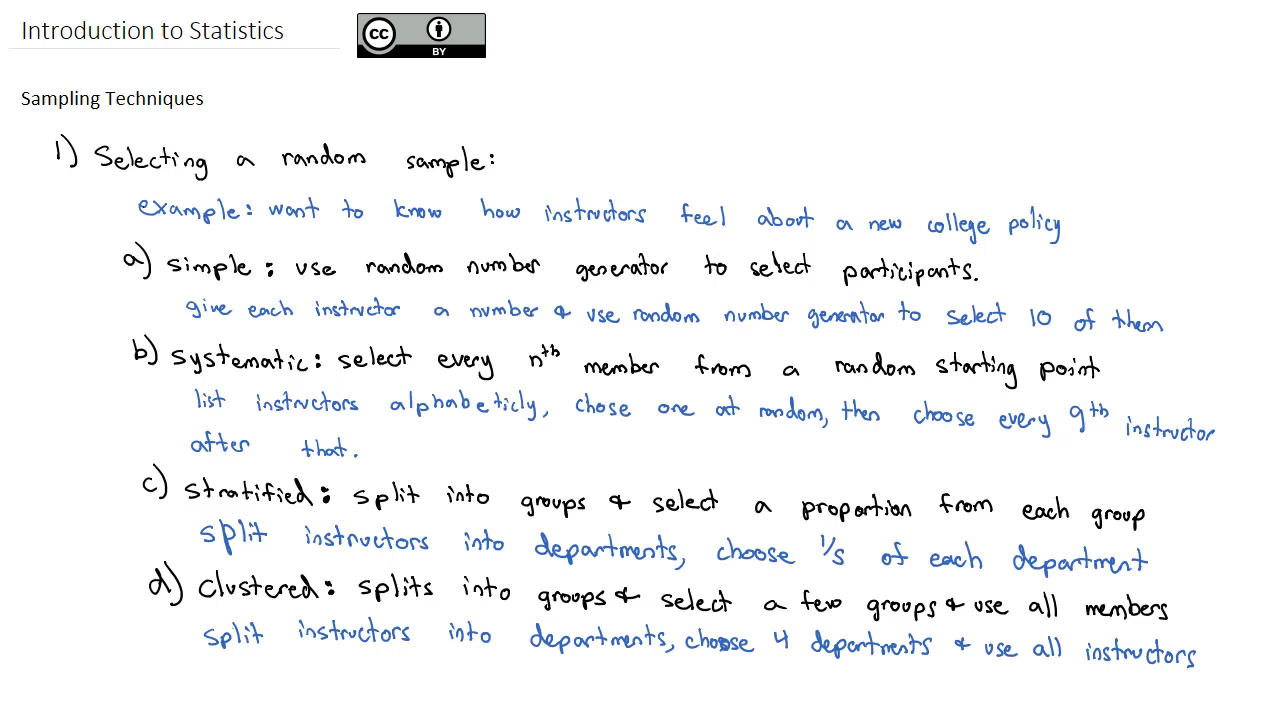 Introduction to Statistics
cc BY
Sampling Techniques
1) Selecting a random sample:
example: want to know how instructors feel about a new college policy
a) simple: use random number generator to select participants.
give each instructor a number & use random number generator to select 10 of them
b) systematic: select every nth member from a random starting point
list instructors alphabeticly, chose one at random, then choose every 9th instructor
after that.
c) stratified: split into groups & select a proportion from each group
split instructors into departments, choose 1/5 of each department
d) clustered: splits into groups & select a few groups & use all members
split instructors into departments, choose 4 departments & use all instructors